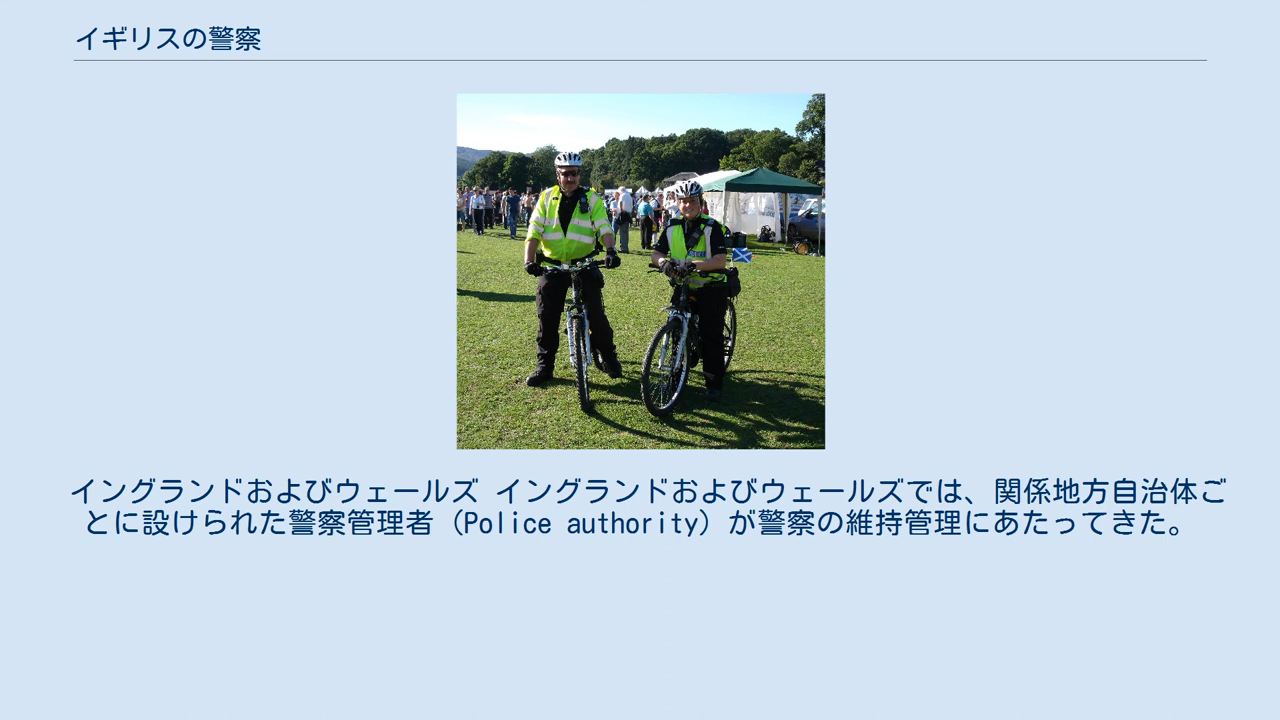 イギリスの警察
イングランドおよびウェールズ イングランドおよびウェールズでは、関係地方自治体ご
とに設けられた警察管理者（Police authority）が警察の維持管理にあたってきた。